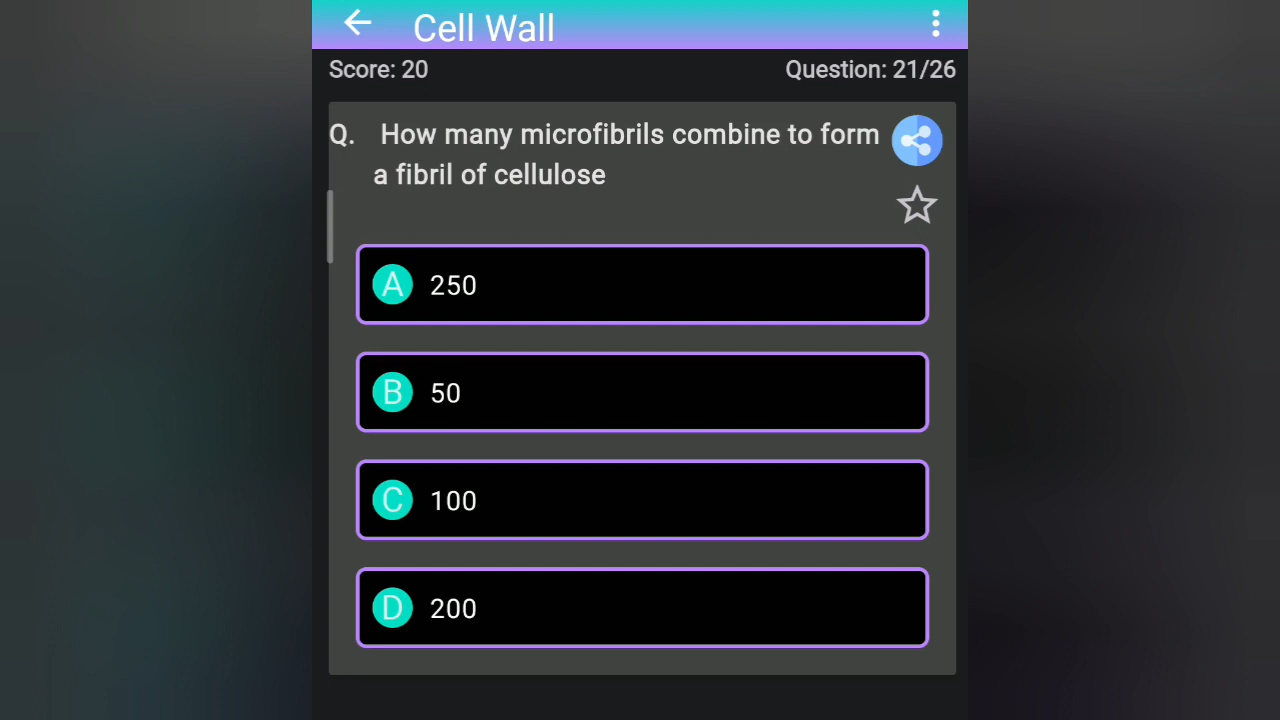 Cell Wall
Score: 20
Question: 21/26
Q. How many microfibrils combine to form
a fibril of cellulose
A 250
B 50
C 100
D 200